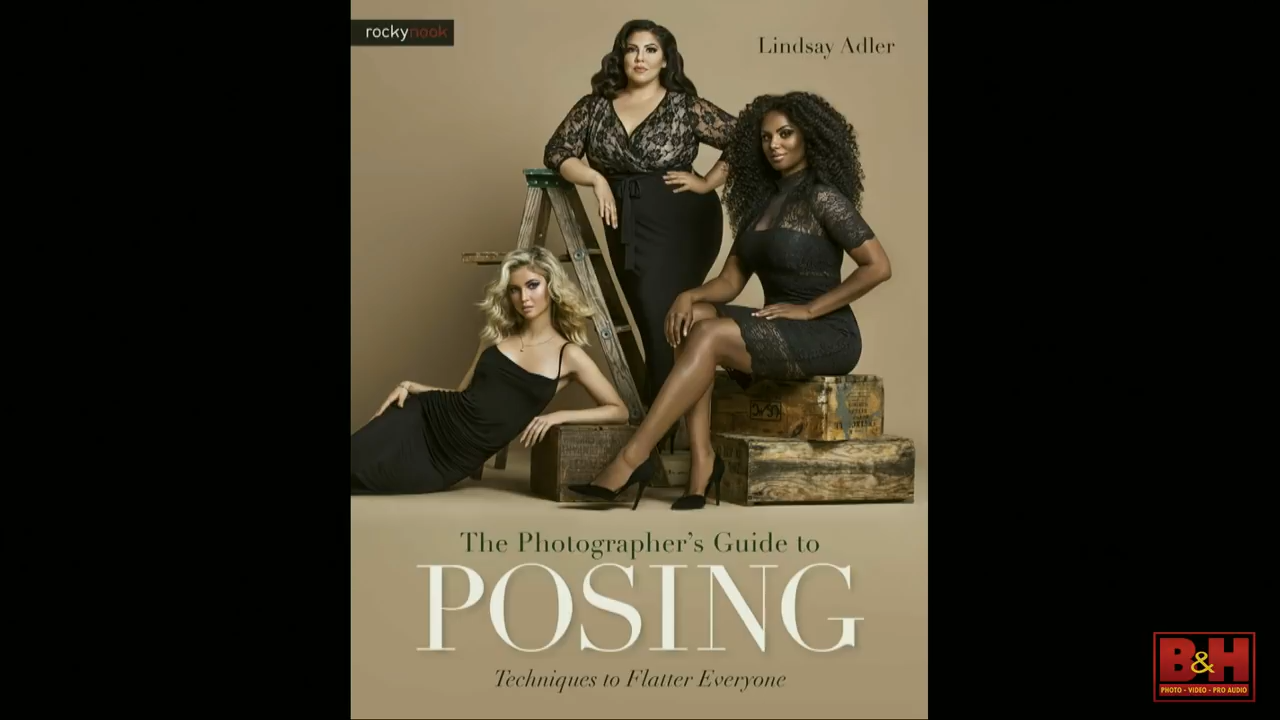 rockynook
Lindsay Adler
The Photographer's Guide to
POSING
Techniques to Flatter Everyone
B&H
PHOTO - VIDEO - PRO AUDIO